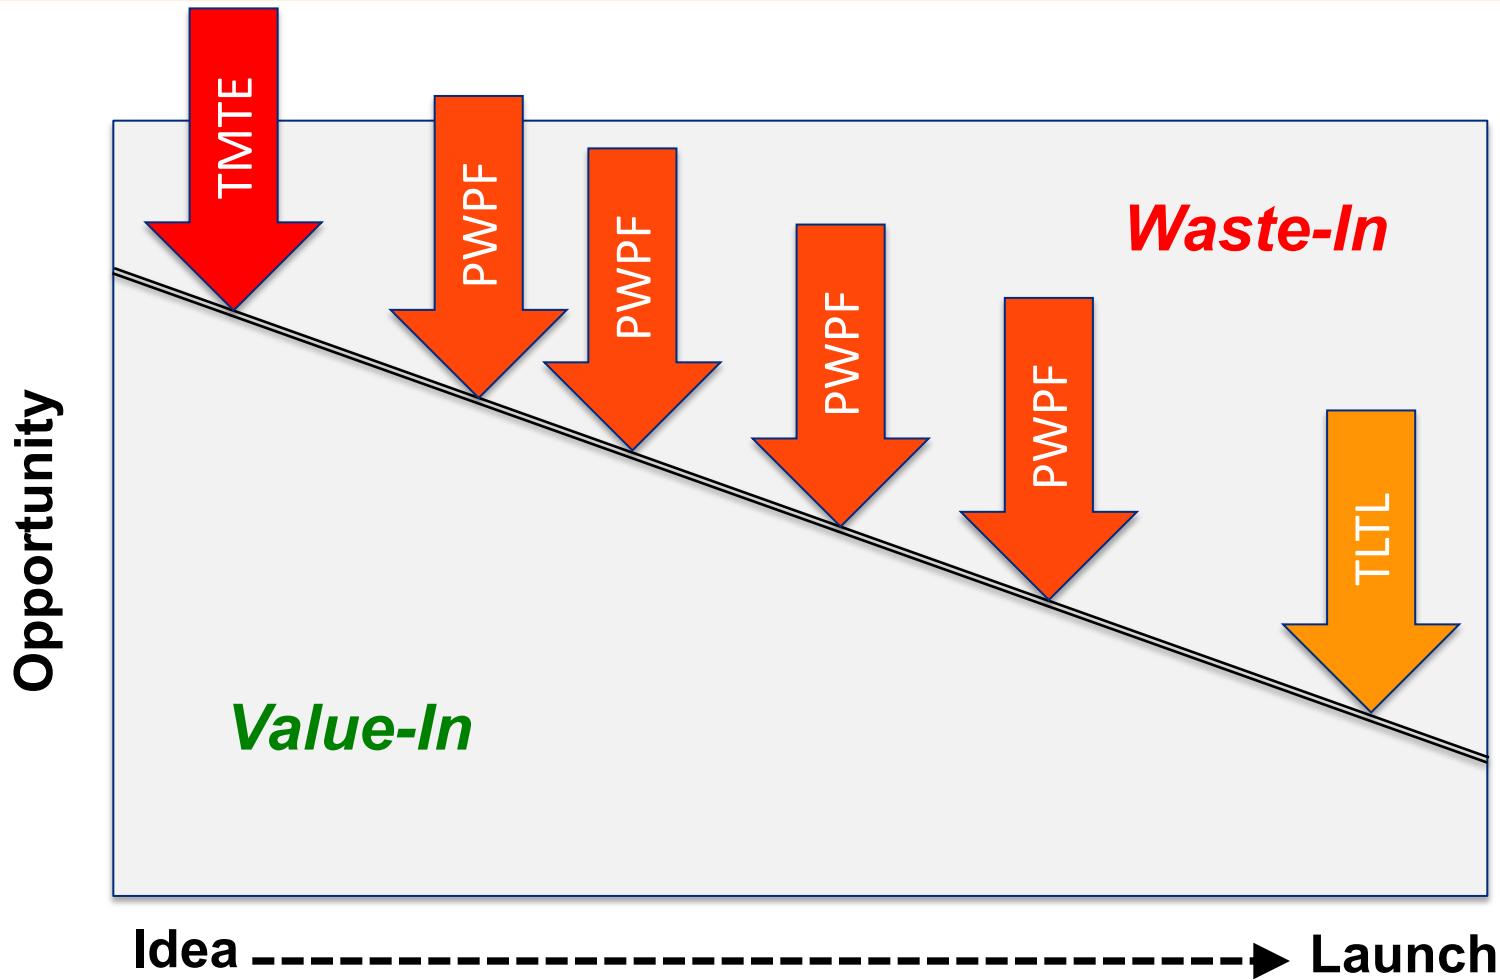 TMTE
PWPF
PWPF
PWPF
PWPF
TLTL
Waste-In
Value-In
Opportunity
Idea
Launch